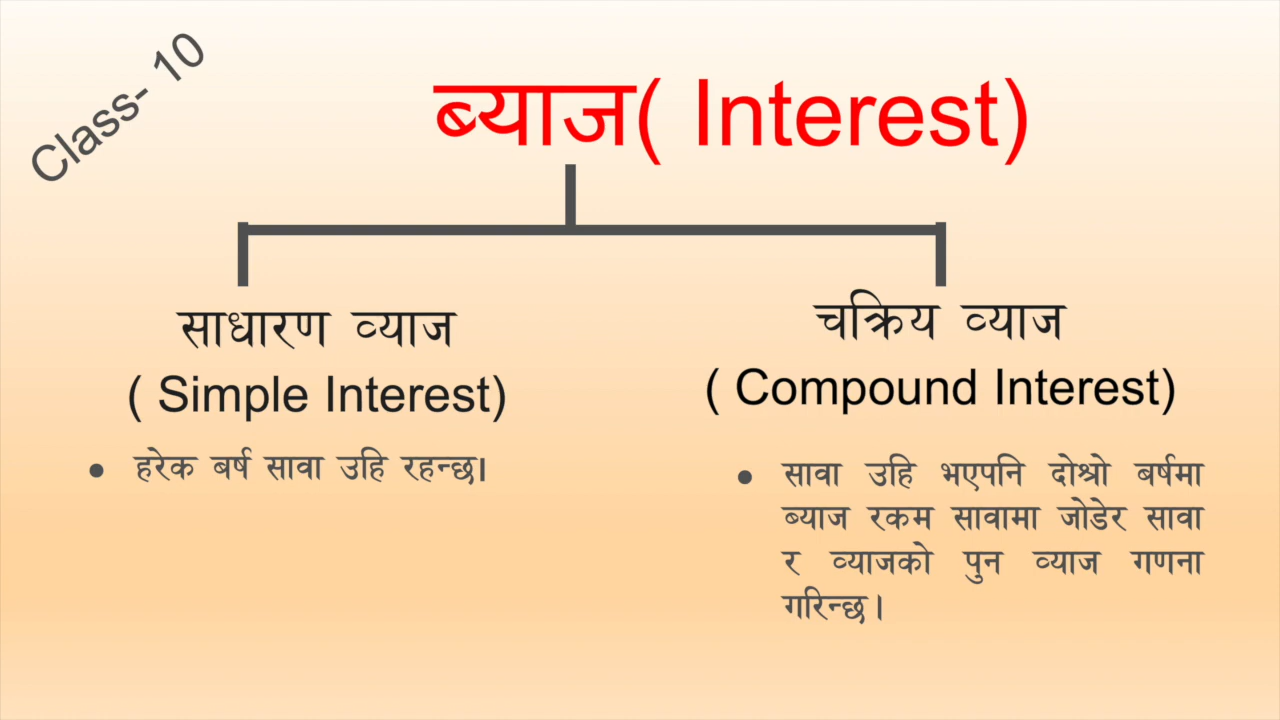 Class- 10
ब्याज( Interest)
साधारण व्याज
( Simple Interest)
• हरेक बर्ष सावा उहि रहन्छ।
चक्रिय व्याज
( Compound Interest)
• सावा उहि भएपनि दोश्रो बर्षमा
ब्याज रकम सावामा जोडेर सावा
र व्याजको पुन व्याज गणना
गरिन्छ।